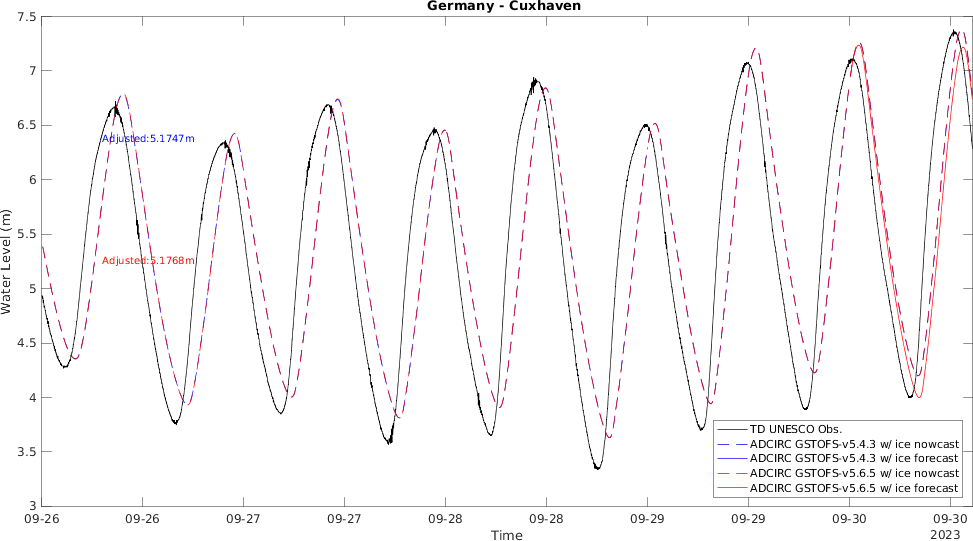 Germany - Cuxhaven
7.5
7
6.5
6
5.5
5
4.5
4
3.5
3
Water Level (m)
Adjusted:5.1747m
Adjusted:5.1768m
TD UNESCO Obs.
ADCIRC GSTOFS-v5.4.3 w/ ice nowcast
ADCIRC GSTOFS-v5.4.3 w/ ice forecast
ADCIRC GSTOFS-v5.6.5 w/ ice nowcast
ADCIRC GSTOFS-v5.6.5 w/ ice forecast
09-26 09-26 09-27 09-27 09-28 09-28 09-29 09-29 09-30 09-30
2023
Time